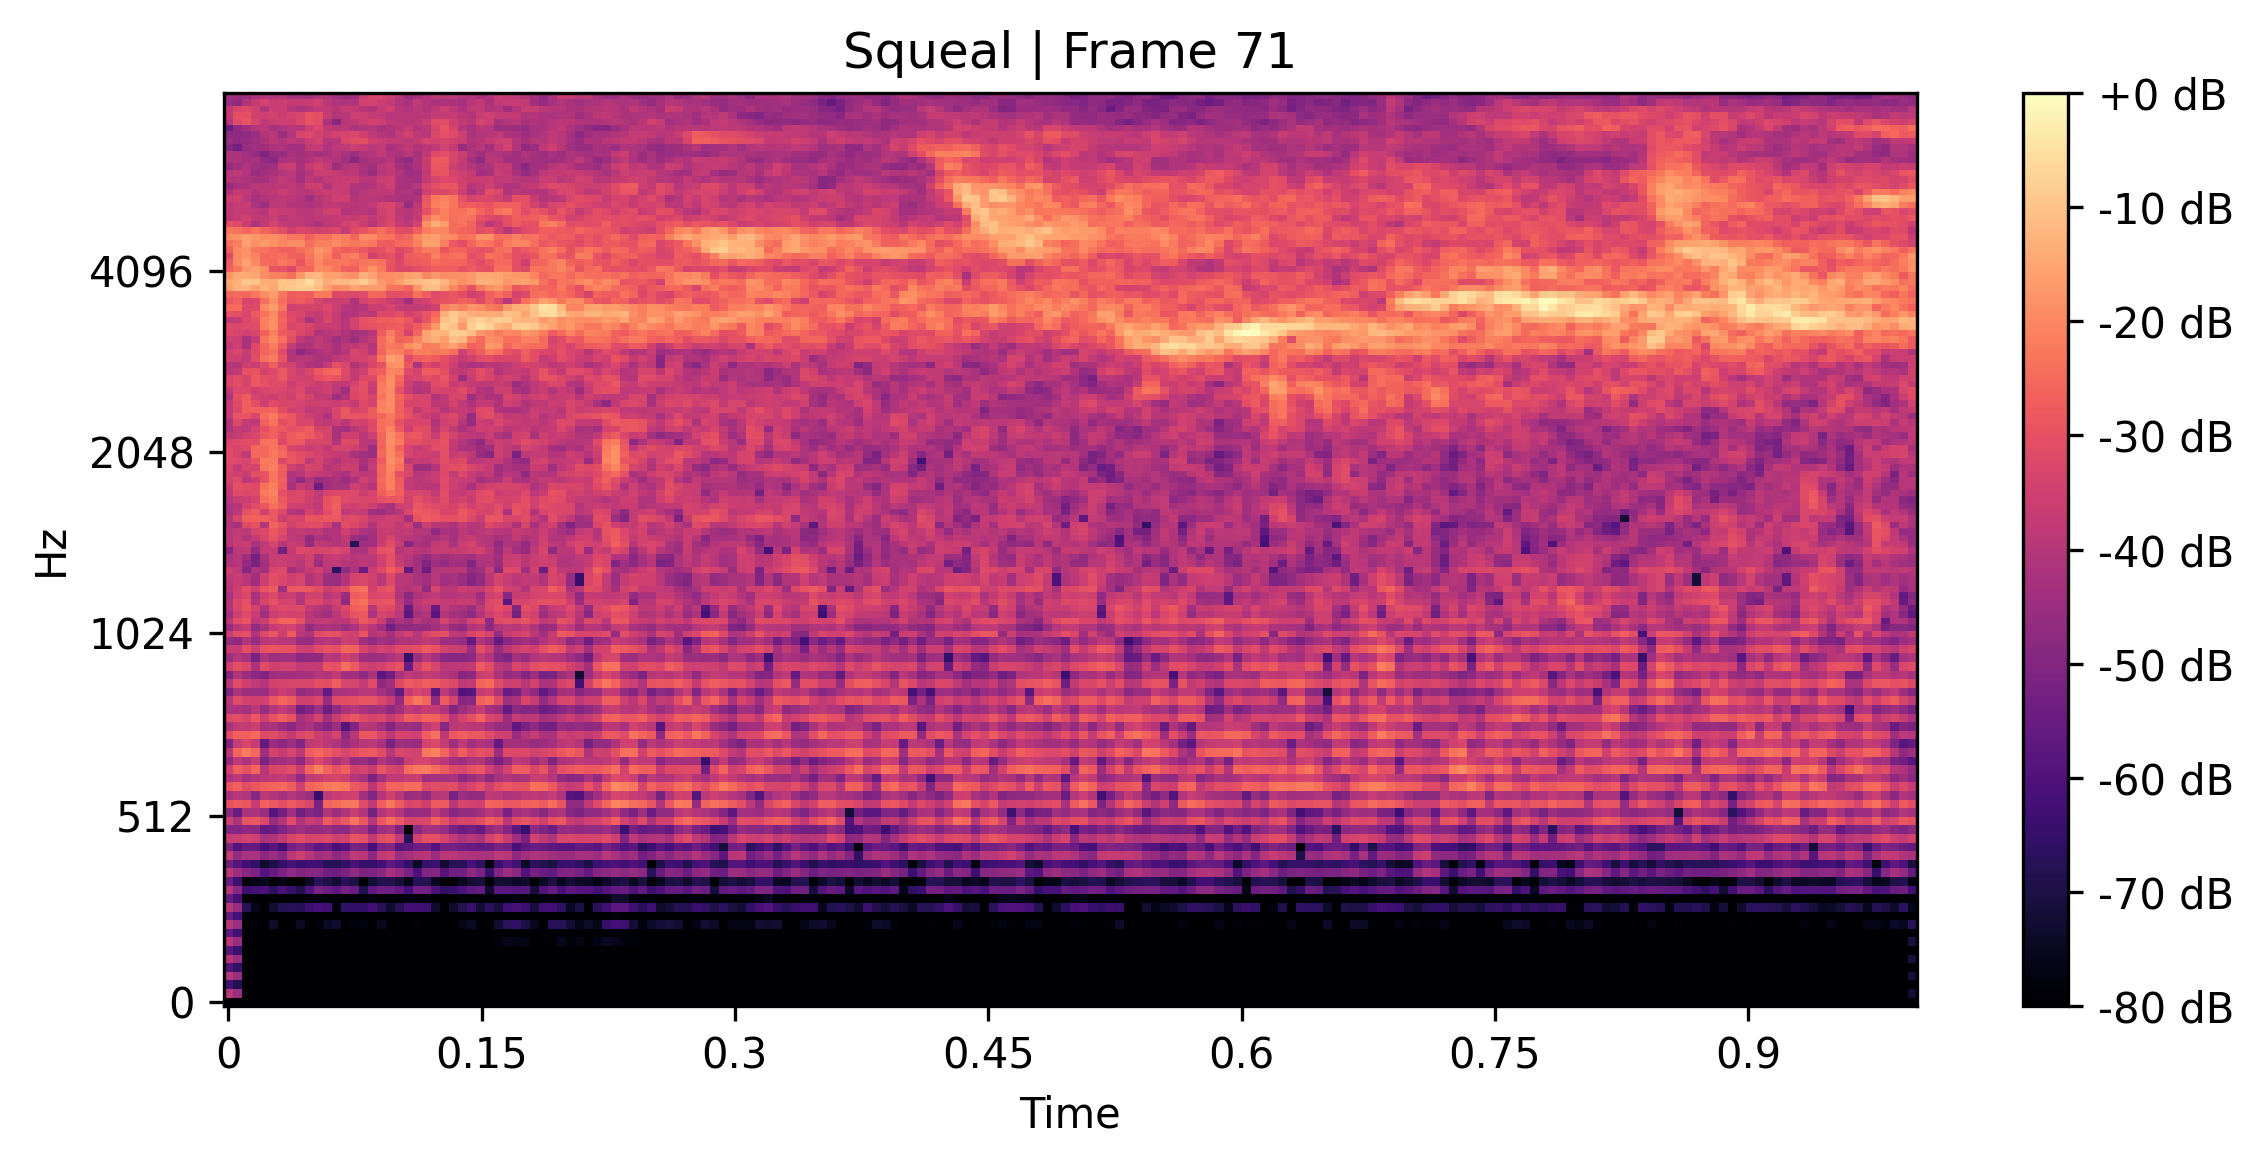 Squeal | Frame 71
+0 dB
-10 dB
-20 dB
-30 dB
-40 dB
-50 dB
-60 dB
-70 dB
-80 dB
Hz
4096
2048
1024
512
0
0 0.15 0.3 0.45 0.6 0.75 0.9
Time